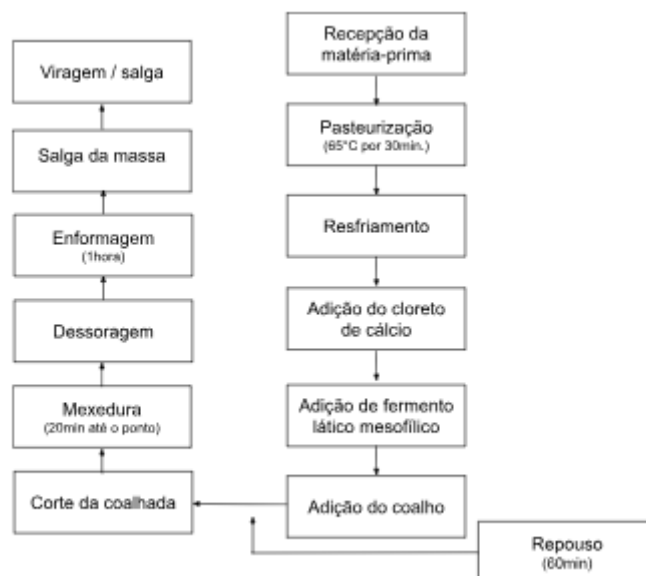 Recepção da
matéria-prima
Pasteurização
(65°C por 30min.)
Resfriamento
Adição do cloreto
de cálcio
Adição de fermento
lático mesofílico
Adição do coalho
Repouso
(60min)
Corte da coalhada
Mexedura
(20min até o ponto)
Dessoragem
Enformagem
(1hora)
Salga da massa
Viragem / salga